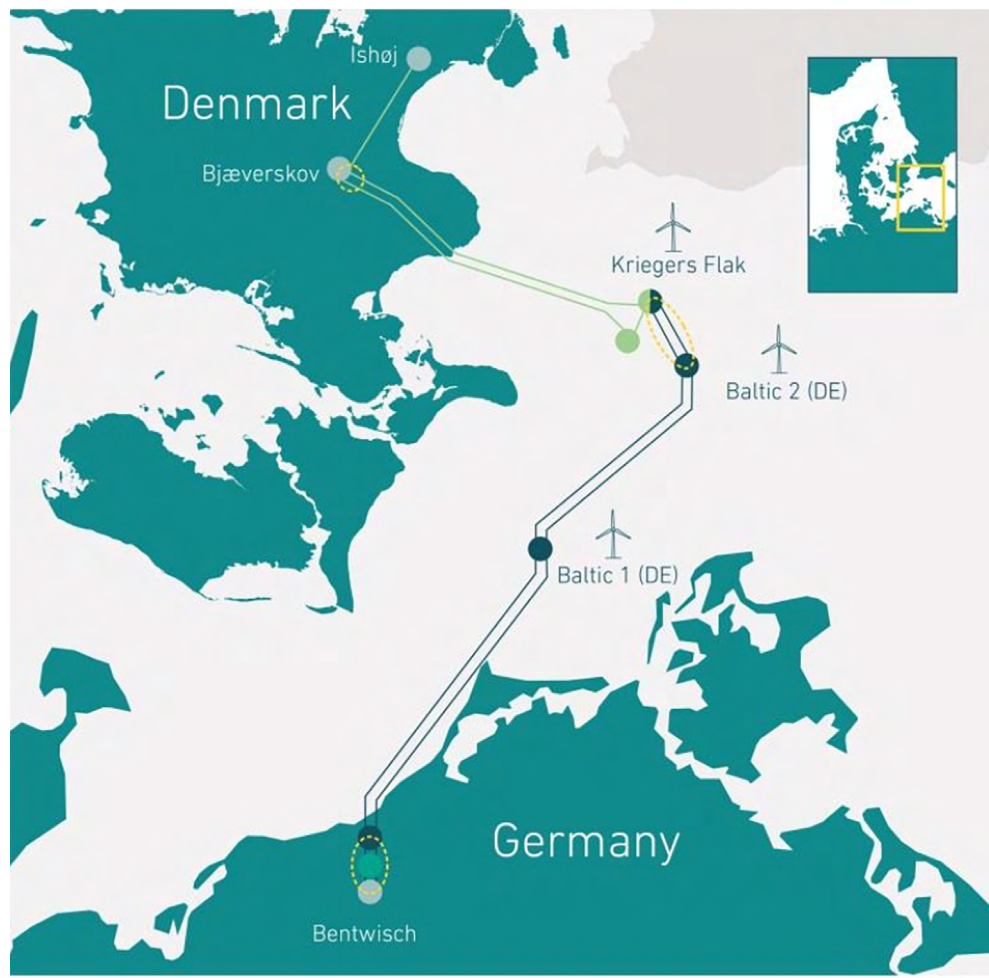 Ishøj
Denmark
Bjæverskov
Kriegers Flak
Baltic 2 (DE)
Baltic 1 (DE)
Germany
Bentwisch